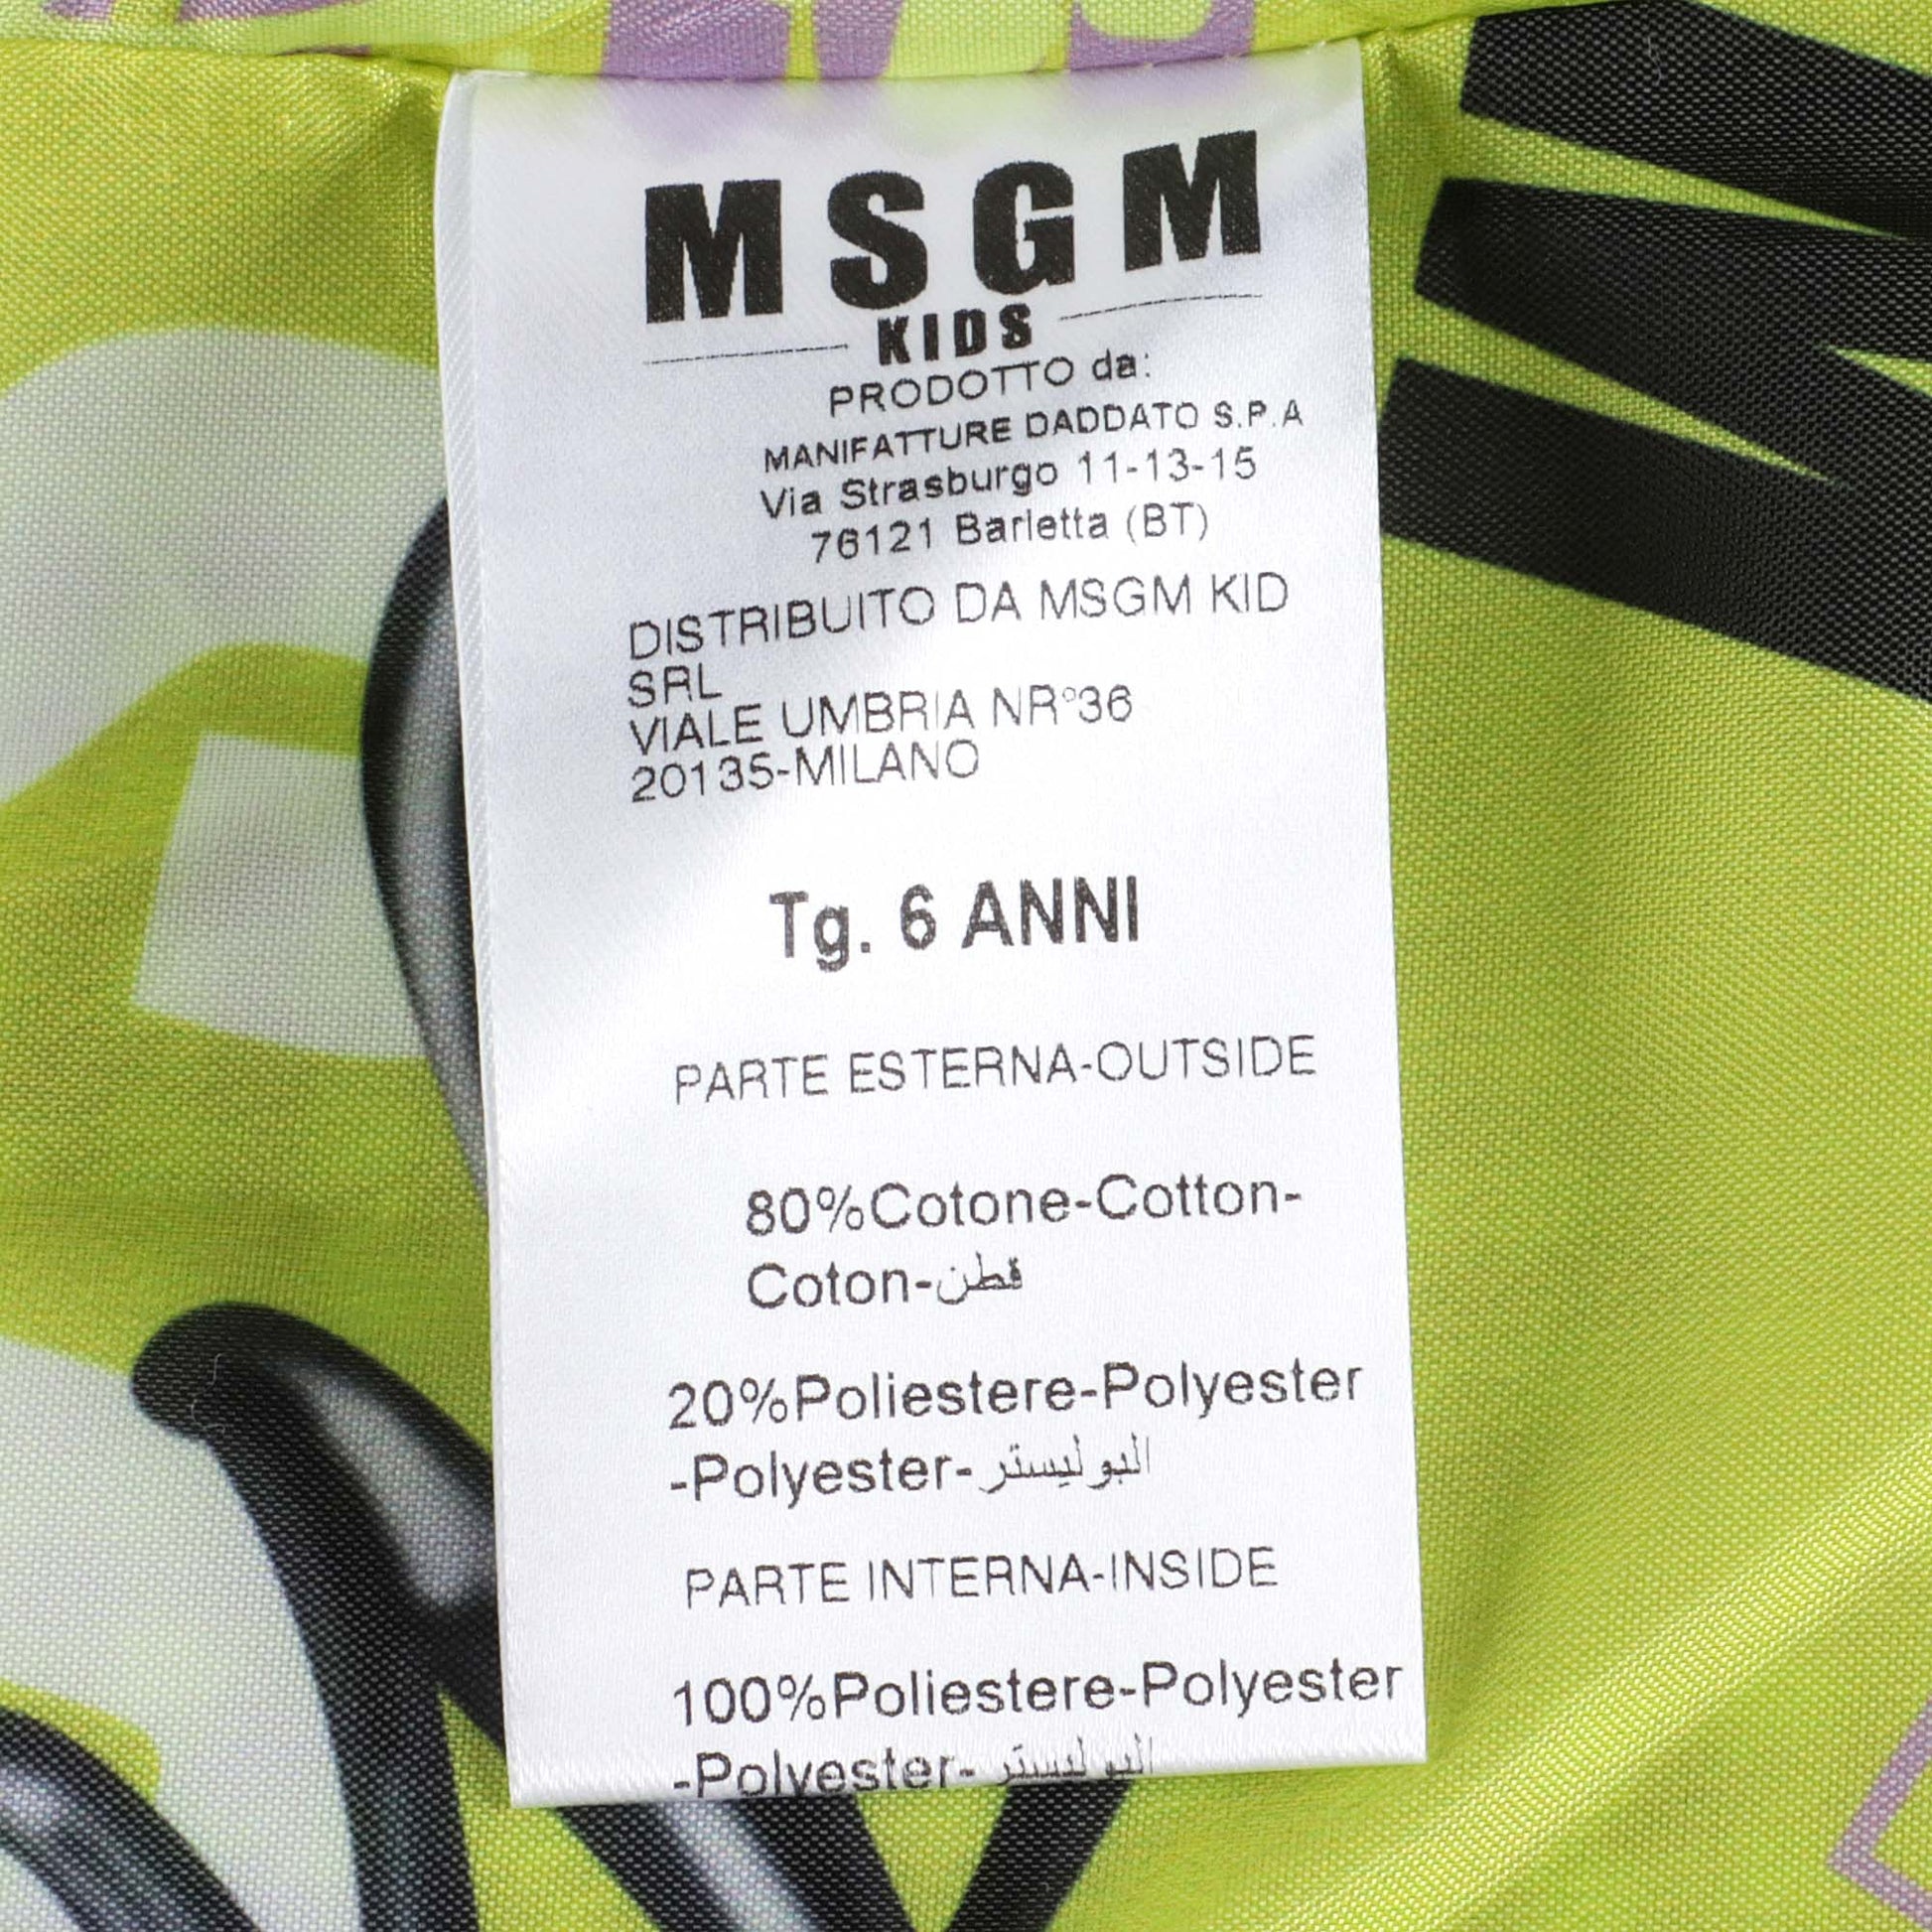 MSGM
KIDS
PRODOTTO da:
MANIFATTURE DADDATO S.P.A
Via Strasburgo 11-13-15
76121 Barletta (BT)
DISTRIBUITO DA MSGM KID
SRL
VIALE UMBRIA NR°36
20135-MILANO
Tg. 6 ANNI
PARTE ESTERNA-OUTSIDE
80%Cotone-Cotton-
Coton-قطن
20%Poliestere-Polyester
-Polyester-البوليستر
PARTE INTERNA-INSIDE
100%Poliestere-Polyester
-Polyester-البوليستر